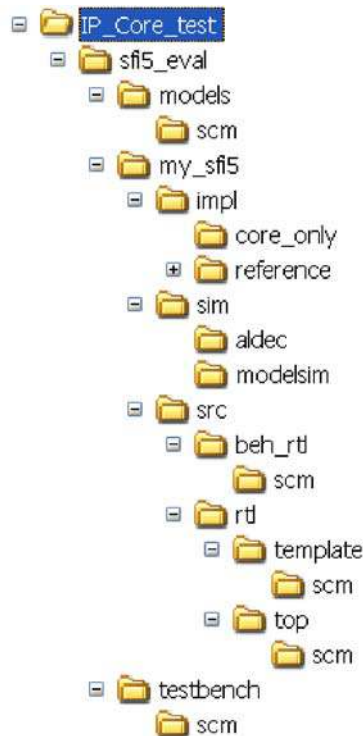 IP_Core_test
sfi5_eval
models
scm
my_sfi5
impl
core_only
reference
sim
aldec
modelsim
src
beh_rtl
scm
rtl
template
scm
top
scm
testbench
scm